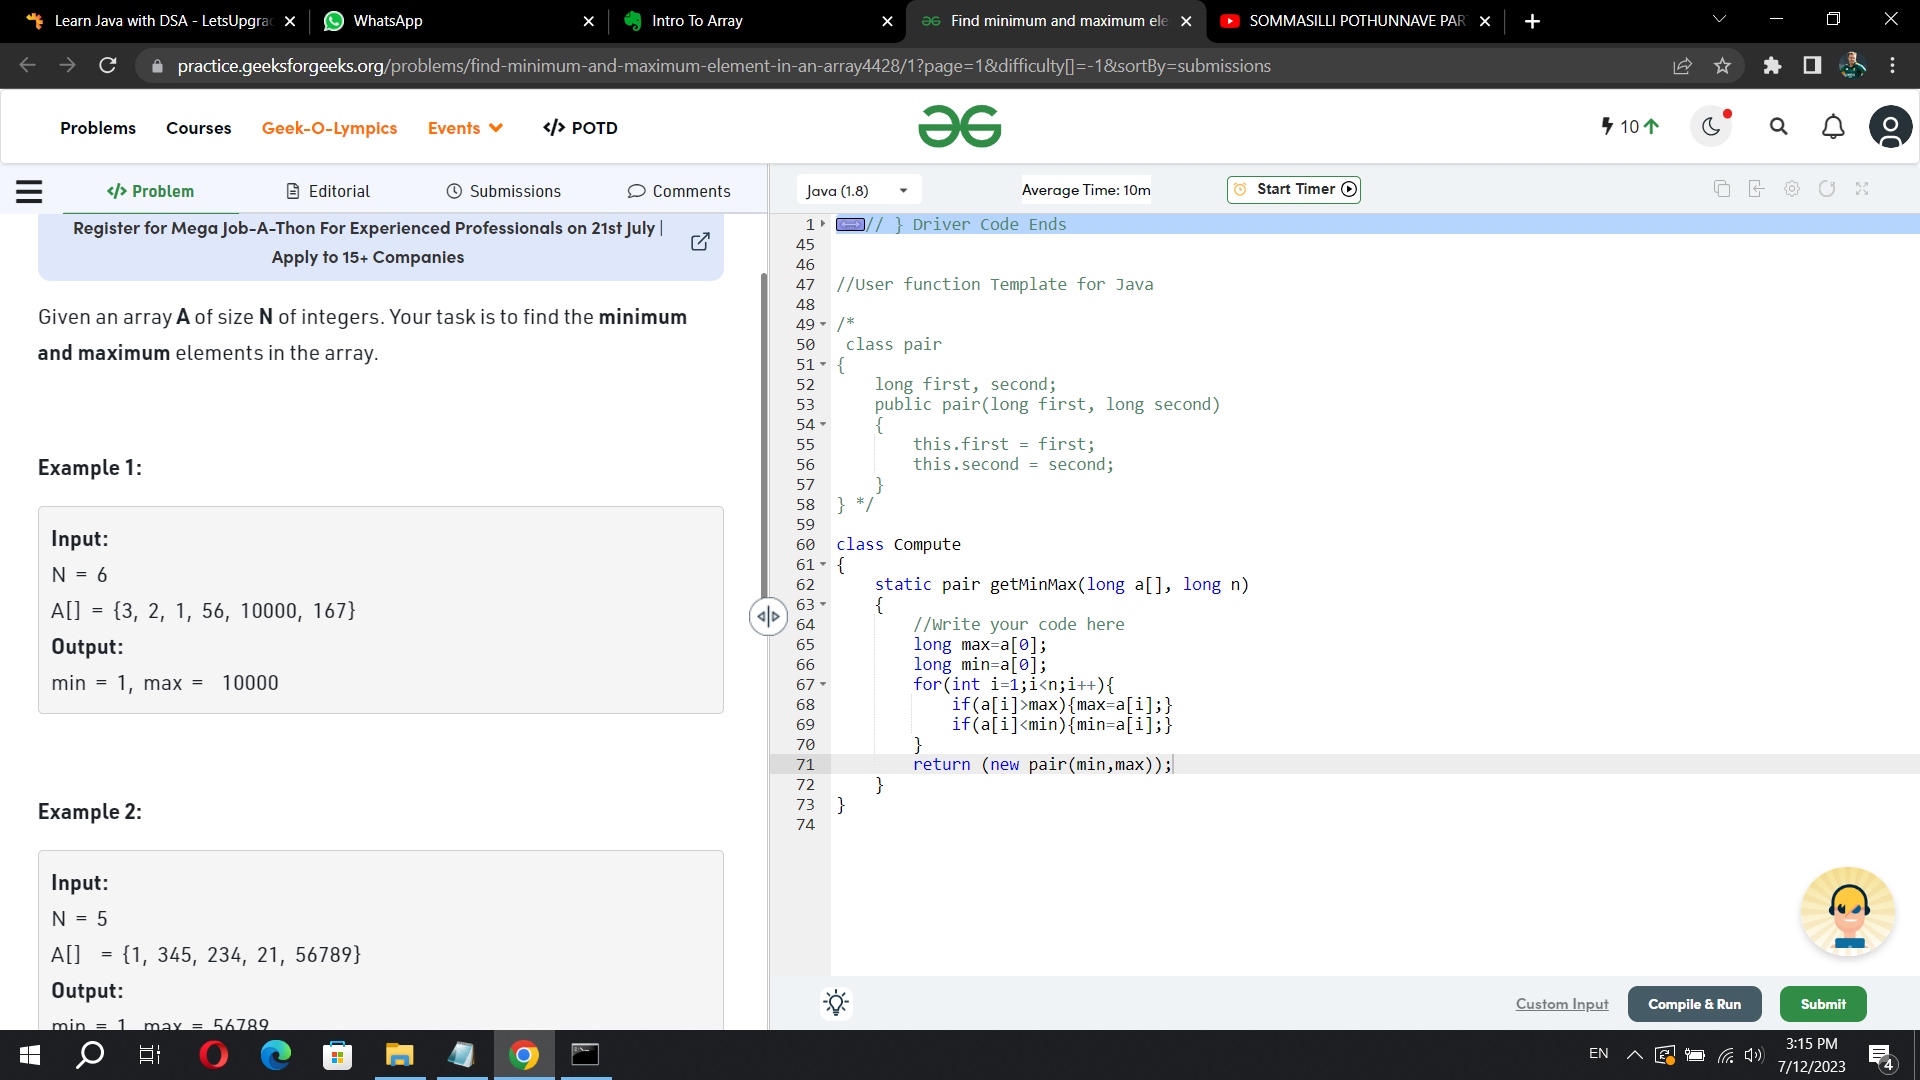 Learn Java with DSA - LetsUpgra
WhatsApp
Intro To Array
Find minimum and maximum ele
SOMMASILLI POTHUNNAVE PAR
practice.geeksforgeeks.org/problems/find-minimum-and-maximum-element-in-an-array4428/1?page=1&difficulty[]=-1&sortBy=submissions
Problems Courses Geek-O-Lympics Events </> POTD
10
</> Problem Editorial Submissions Comments
Java (1.8) Average Time: 10m Start Timer
Register for Mega Job-A-Thon For Experienced Professionals on 21st July |
Apply to 15+ Companies
Given an array A of size N of integers. Your task is to find the minimum
and maximum elements in the array.
Example 1:
Input:
N = 6
A[] = {3, 2, 1, 56, 10000, 167}
Output:
min = 1, max =  10000
Example 2:
Input:
N = 5
A[]  = {1, 345, 234, 21, 56789}
Output:
min = 1, max = 56789
1 // } Driver Code Ends
45
46
47 //User function Template for Java
48
49 /*
50  class pair
51 {
52     long first, second;
53     public pair(long first, long second)
54     {
55         this.first = first;
56         this.second = second;
57     }
58 } */
59
60 class Compute
61 {
62     static pair getMinMax(long a[], long n)
63     {
64         //Write your code here
65         long max=a[0];
66         long min=a[0];
67         for(int i=1;i<n;i++){
68             if(a[i]>max){max=a[i];}
69             if(a[i]<min){min=a[i];}
70         }
71         return (new pair(min,max));
72     }
73 }
74
Custom Input Compile & Run Submit
EN
3:15 PM
7/12/2023
4